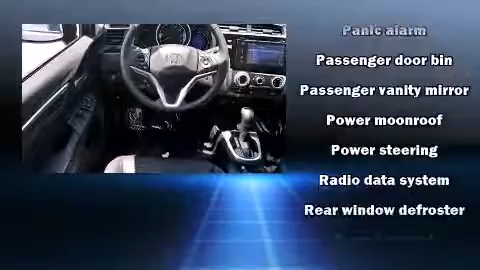 Panic alarm
Passenger door bin
Passenger vanity mirror
Power moonroof
Power steering
Radio data system
Rear window defroster